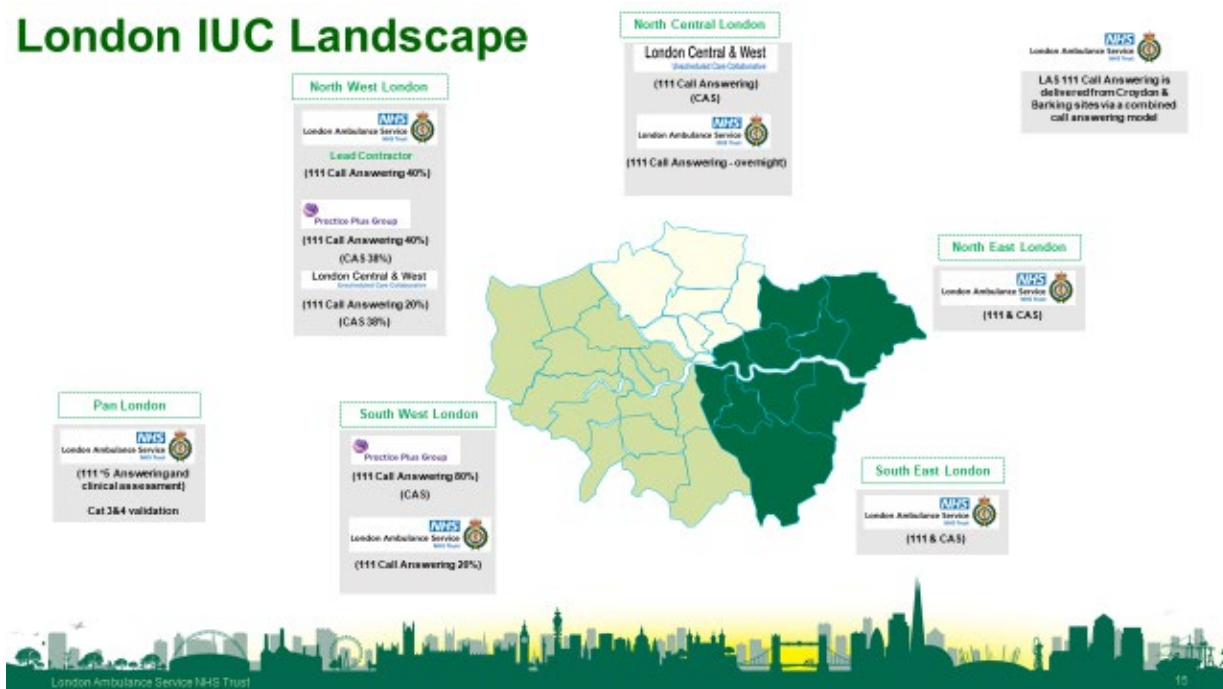 London IUC Landscape
North Central London
London Central & West
Unscheduled Care Collaborative
(111 Call Answering)
(CAS)
NHS
London Ambulance Service
NHS Trust
(111 Call Answering - overnight)
NHS
London Ambulance Service
NHS Trust
LAS 111 Call Answering is
delivered from Croydon &
Barking sites via a combined
call answering model
North West London
NHS
London Ambulance Service
NHS Trust
Lead Contractor
(111 Call Answering 40%)
Practice Plus Group
(111 Call Answering 40%)
(CAS 38%)
London Central & West
Unscheduled Care Collaborative
(111 Call Answering 20%)
(CAS 38%)
North East London
NHS
London Ambulance Service
NHS Trust
(111 & CAS)
Pan London
NHS
London Ambulance Service
NHS Trust
(111 *5 Answering and
clinical assessment)
Cat 3&4 validation
South West London
Practice Plus Group
(111 Call Answering 80%)
(CAS)
NHS
London Ambulance Service
NHS Trust
(111 Call Answering 20%)
South East London
NHS
London Ambulance Service
NHS Trust
(111 & CAS)
London Ambulance Service NHS Trust
15